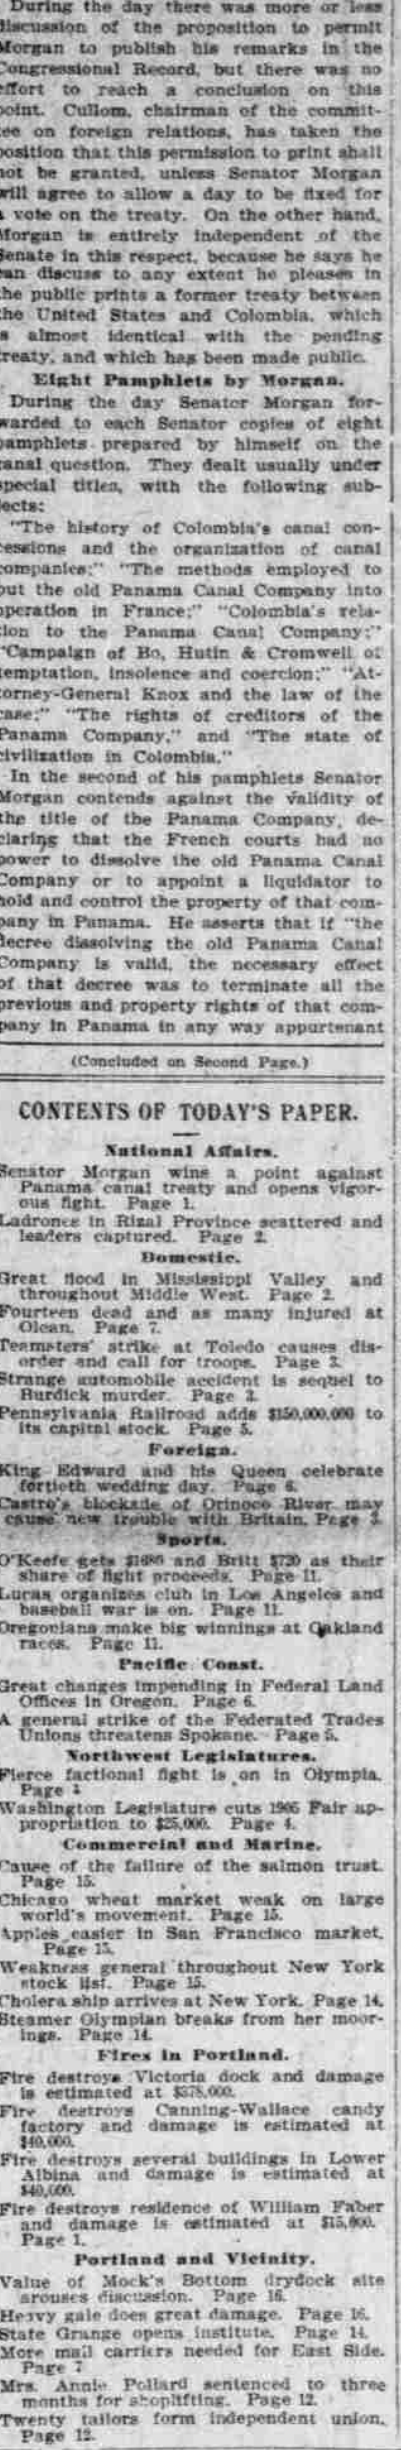 During the day there was more or less
discussion of the proposition to permit
Morgan to publish his remarks in the
Congressional Record, but there was no
effort to reach a conclusion on this
point. Cullom, chairman of the commit-
tee on foreign relations, has taken the
position that this permission to print shall
not be granted, unless Senator Morgan
will agree to allow a day to be fixed for
a vote on the treaty. On the other hand,
Morgan is entirely independent of the
Senate in this respect, because he says he
can discuss to any extent he pleases in
the public prints a former treaty between
the United States and Colombia, which
is almost identical with the pending
treaty, and which has been made public.
Eight Pamphlets by Morgan.
During the day Senator Morgan for-
warded to each Senator copies of eight
pamphlets prepared by himself on the
canal question. They dealt usually under
special titles, with the following sub-
jects:
"The history of Colombia's canal con-
cessions and the organization of canal
companies;" "The methods employed to
put the old Panama Canal Company into
operation in France;" "Colombia's rela-
tion to the Panama Canal Company;"
"Campaign of Bo, Hutin & Cromwell of
temptation, insolence and coercion;" "At-
torney-General Knox and the law of the
case;" "The rights of creditors of the
Panama Company," and "The state of
civilization in Colombia."
In the second of his pamphlets Senator
Morgan contends against the validity of
the title of the Panama Company, de-
claring that the French courts had no
power to dissolve the old Panama Canal
Company or to appoint a liquidator to
hold and control the property of that com-
pany in Panama. He asserts that if "the
decree dissolving the old Panama Canal
Company is valid, the necessary effect
of that decree was to terminate all the
previous and property rights of that com-
pany in Panama in any way appurtenant
(Concluded on Second Page.)
CONTENTS OF TODAY'S PAPER.
National Affairs.
Senator Morgan wins a point against
Panama canal treaty and opens vigor-
ous fight. Page 1.
Ladrones in Rizal Province scattered and
leaders captured. Page 2.
Domestic.
Great flood in Mississippi Valley and
throughout Middle West. Page 2.
Fourteen dead and as many injured at
Olean. Page 7.
Teamsters' strike at Toledo causes dis-
order and call for troops. Page 3.
Strange automobile accident is sequel to
Burdick murder. Page 3.
Pennsylvania Railroad adds $150,000,000 to
its capital stock. Page 5.
Foreign.
King Edward and his Queen celebrate
fortieth wedding day. Page 6.
Castro's blockade of Orinoco River may
cause new trouble with Britain. Page 3.
Sports.
O'Keefe gets $1680 and Britt $720 as their
share of fight proceeds. Page 11.
Lucas organizes club in Los Angeles and
baseball war is on. Page 11.
Oregonians make big winnings at Oakland
races. Page 11.
Pacific Coast.
Great changes impending in Federal Land
Offices in Oregon. Page 6.
A general strike of the Federated Trades
Unions threatens Spokane. Page 5.
Northwest Legislatures.
Fierce factional fight is on in Olympia.
Page
Washington Legislature cuts 1905 Fair ap-
propriation to $25,000. Page 4.
Commercial and Marine.
Cause of the failure of the salmon trust.
Page 15.
Chicago wheat market weak on large
world's movement. Page 15.
Apples easier in San Francisco market.
Page 15.
Weakness general throughout New York
stock list. Page 15.
Cholera ship arrives at New York. Page 14.
Steamer Olympian breaks from her moor-
ings. Page 14.
Fires in Portland.
Fire destroys Victoria dock and damage
is estimated at $375,000.
Fire destroys Canning-Wallace candy
factory and damage is estimated at
$40,000.
Fire destroys several buildings in Lower
Albina and damage is estimated at
$40,000.
Fire destroys residence of William Faber
and damage is estimated at $15,000.
Page 1.
Portland and Vicinity.
Value of Mock's Bottom drydock site
arouses discussion. Page 16.
Heavy gale does great damage. Page 16.
State Grange opens institute. Page 14.
More mail carriers needed for East Side.
Page 7
Mrs. Annie Pollard sentenced to three
months for shoplifting. Page 12.
Twenty tailors form independent union.
Page 12.